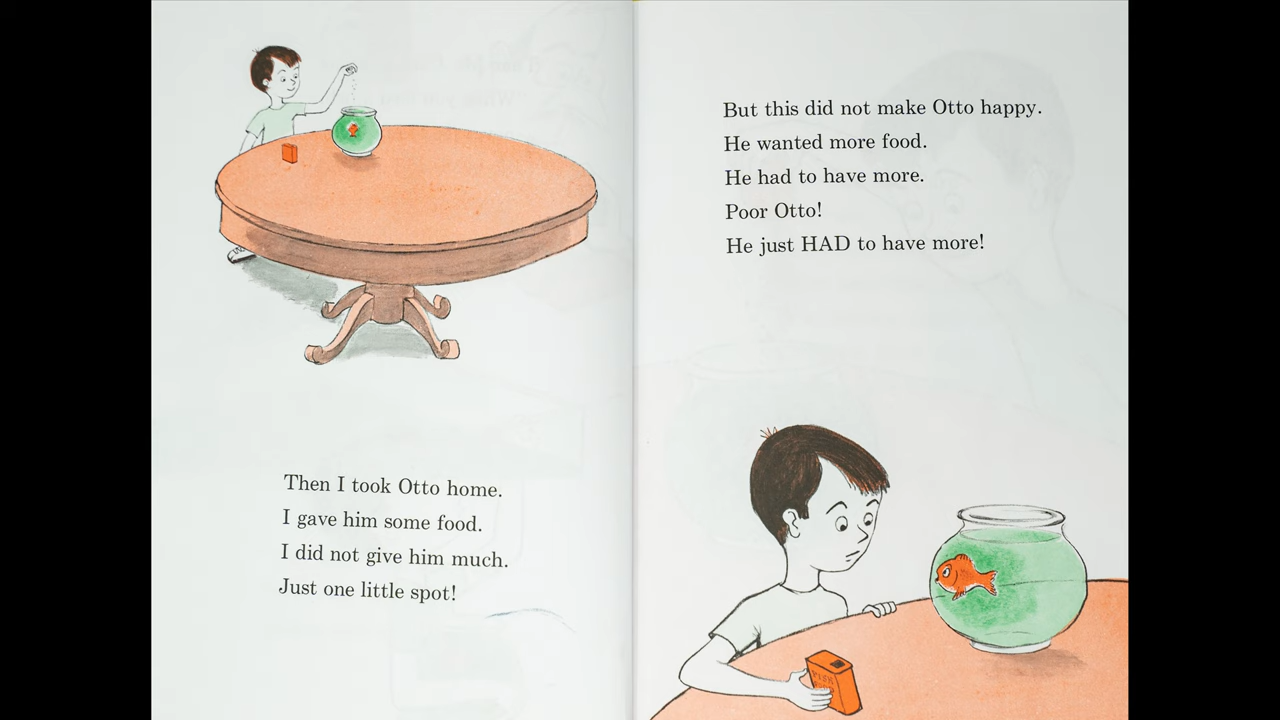 Then I took Otto home.
I gave him some food.
I did not give him much.
Just one little spot!
But this did not make Otto happy.
He wanted more food.
He had to have more.
Poor Otto!
He just HAD to have more!
FISH